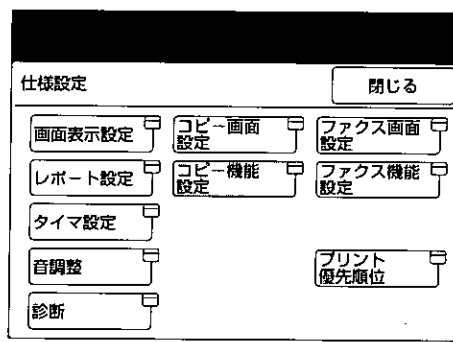 仕様設定
閉じる
画面表示設定
コピー画面
設定
ファクス画面
設定
レポート設定
コピー機能
設定
ファクス機能
設定
タイマ設定
音調整
プリント
優先順位
診断